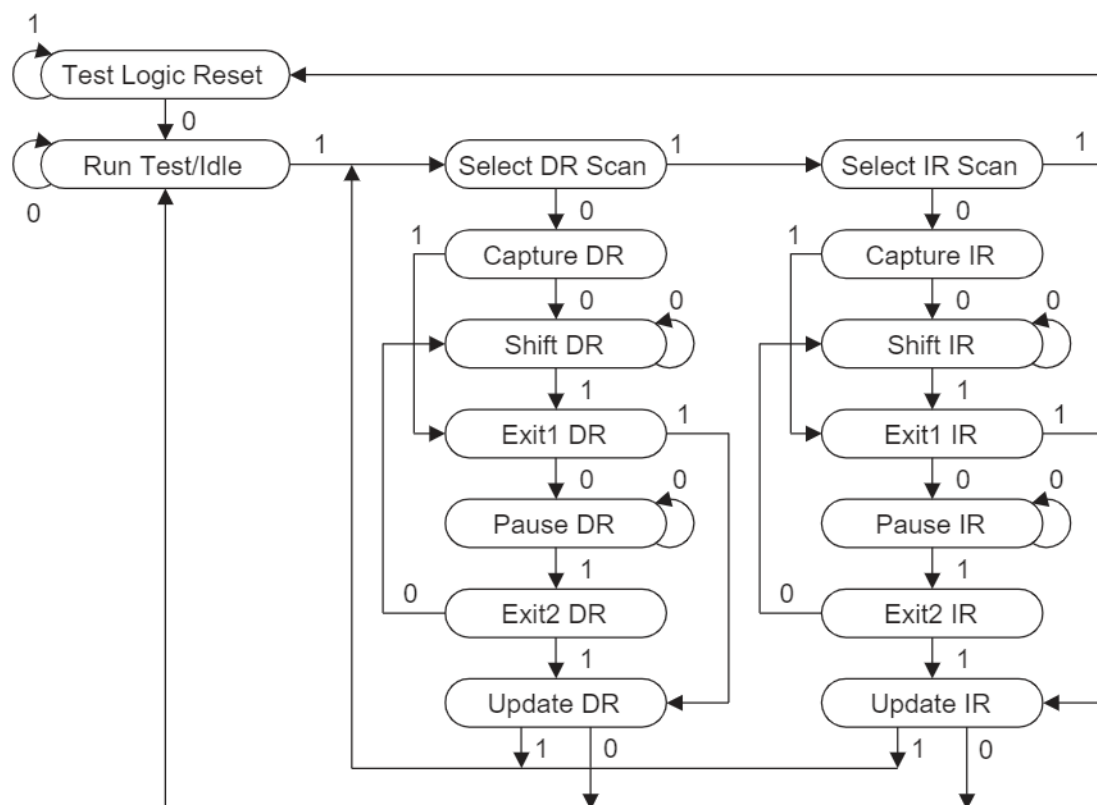 1
Test Logic Reset
0
Run Test/Idle
1
0
Select DR Scan
1
0
1
Capture DR
0
0
Shift DR
1
Exit1 DR
1
0
0
Pause DR
1
0
Exit2 DR
1
Update DR
1
0
Select IR Scan
1
0
1
Capture IR
0
0
Shift IR
1
Exit1 IR
1
0
0
Pause IR
1
0
Exit2 IR
1
Update IR
1
0